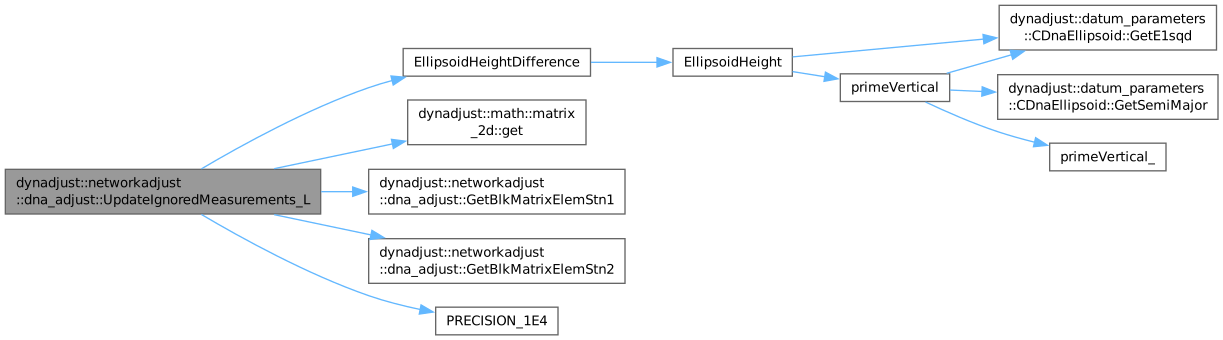 dynadjust::networkadjust
::dna_adjust::UpdateIgnoredMeasurements_L
EllipsoidHeightDifference
dynadjust::math::matrix
_2d::get
dynadjust::networkadjust
::dna_adjust::GetBlkMatrixElemStn1
dynadjust::networkadjust
::dna_adjust::GetBlkMatrixElemStn2
PRECISION_1E4
EllipsoidHeight
primeVertical
dynadjust::datum_parameters
::CDnaEllipsoid::GetE1sqd
dynadjust::datum_parameters
::CDnaEllipsoid::GetSemiMajor
primeVertical_